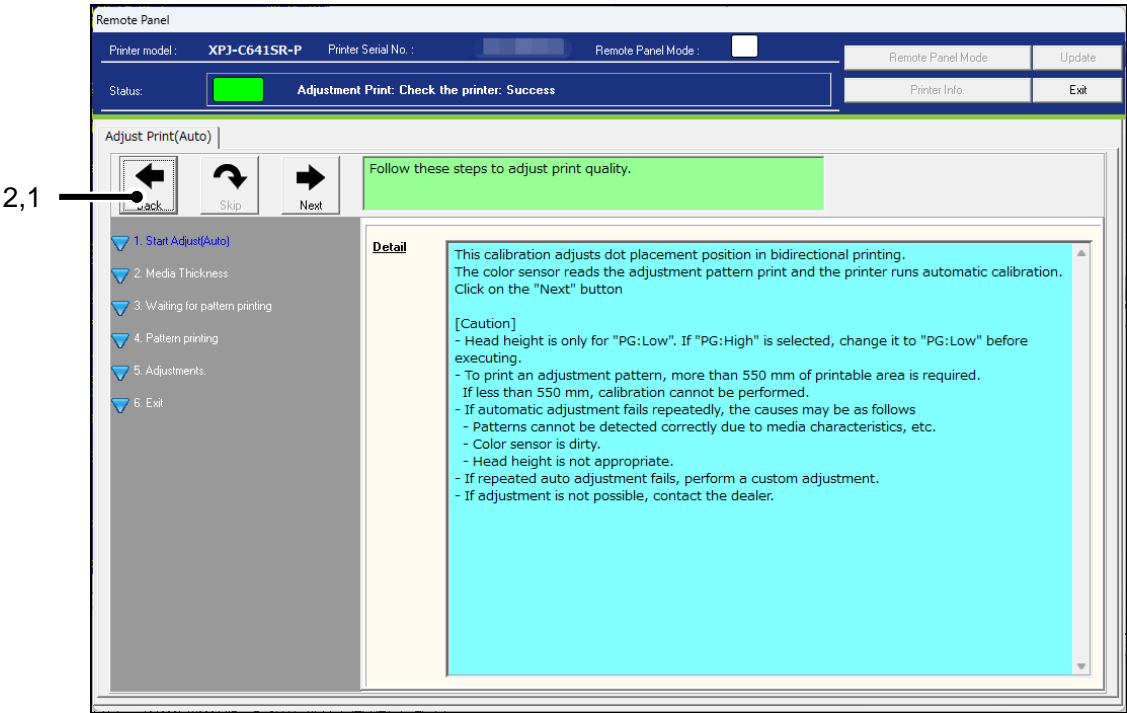 Remote Panel
Printer model : XPJ-C641SR-P Printer Serial No. : Remote Panel Mode :
Remote Panel Mode Update
Status: Adjustment Print: Check the printer: Success
Printer Info. Exit
Adjust Print(Auto)
Back Skip Next
Follow these steps to adjust print quality.
2,1
1. Start Adjust(Auto)
2. Media Thickness
3. Waiting for pattern printing
4. Pattern printing
5. Adjustments.
6. Exit
Detail
This calibration adjusts dot placement position in bidirectional printing.
The color sensor reads the adjustment pattern print and the printer runs automatic calibration.
Click on the "Next" button
[Caution]
- Head height is only for "PG:Low". If "PG:High" is selected, change it to "PG:Low" before
executing.
- To print an adjustment pattern, more than 550 mm of printable area is required.
If less than 550 mm, calibration cannot be performed.
- If automatic adjustment fails repeatedly, the causes may be as follows
- Patterns cannot be detected correctly due to media characteristics, etc.
- Color sensor is dirty.
- Head height is not appropriate.
- If repeated auto adjustment fails, perform a custom adjustment.
- If adjustment is not possible, contact the dealer.